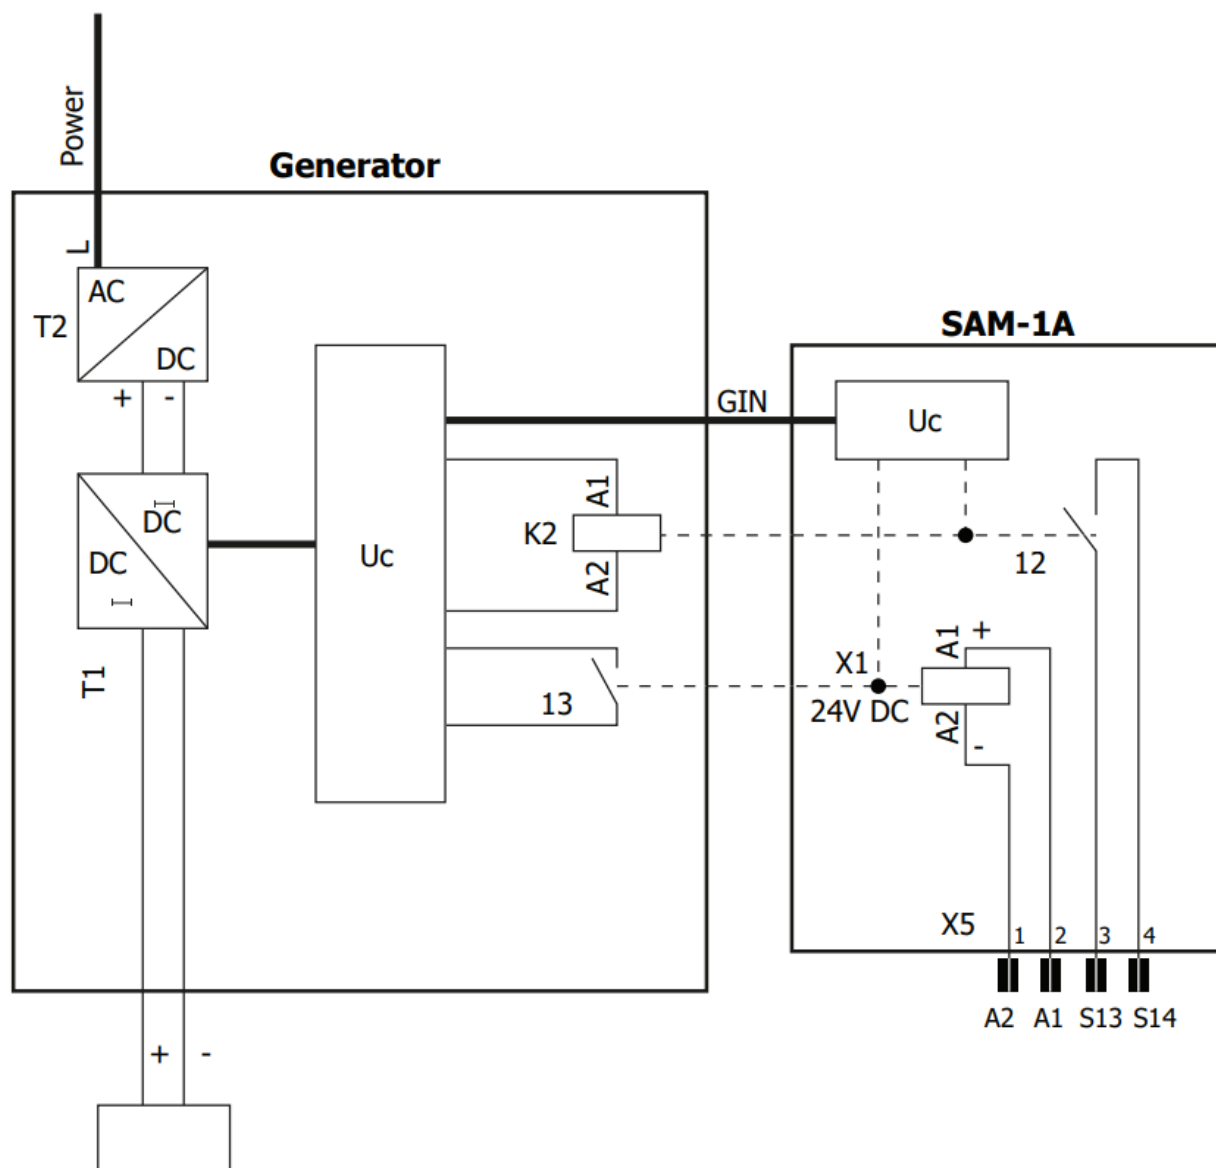 Power
Generator
L
AC
T2
DC
+ -
SAM-1A
GIN
Uc
DC
DC
T1
Uc
A1
K2
A2
12
13
X1
24V DC
A1 +
A2 -
X5 1 2 3 4
A2 A1 S13 S14
+ -